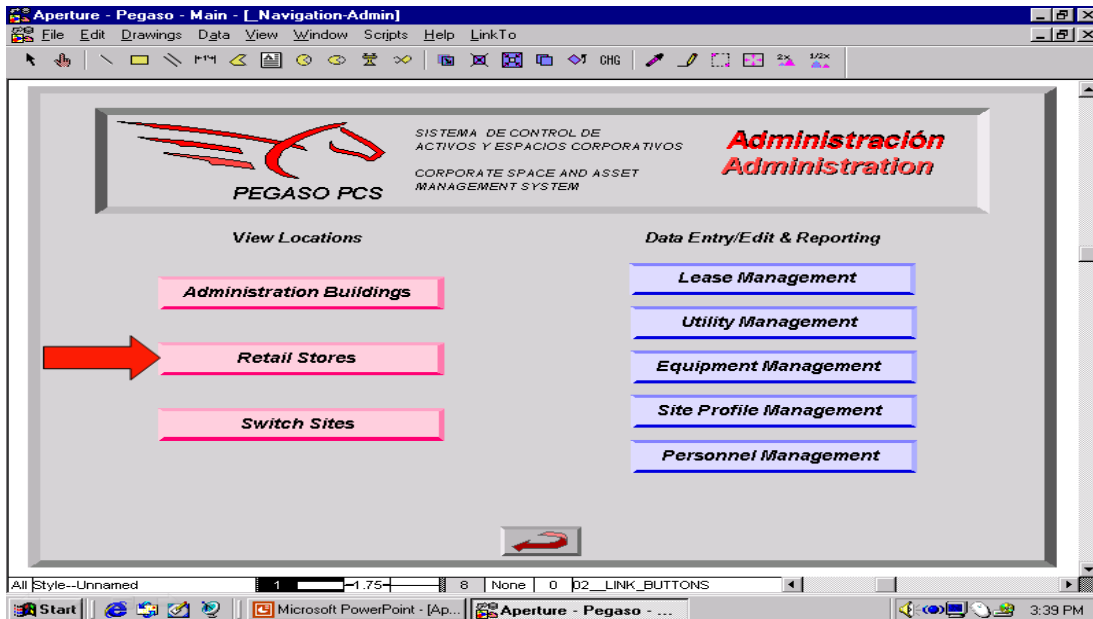 Aperture - Pegaso - Main - [_Navigation-Admin]
File Edit Drawings Data View Window Scripts Help LinkTo
CHG 2X 1/2X
SISTEMA DE CONTROL DE
ACTIVOS Y ESPACIOS CORPORATIVOS
CORPORATE SPACE AND ASSET
MANAGEMENT SYSTEM
PEGASO PCS
Administración
Administration
View Locations
Administration Buildings
Retail Stores
Switch Sites
Data Entry/Edit & Reporting
Lease Management
Utility Management
Equipment Management
Site Profile Management
Personnel Management
All Style--Unnamed 1 1.75 8 None 0 02__LINK_BUTTONS
Start Microsoft PowerPoint - [Ap... Aperture - Pegaso - ... 3:39 PM